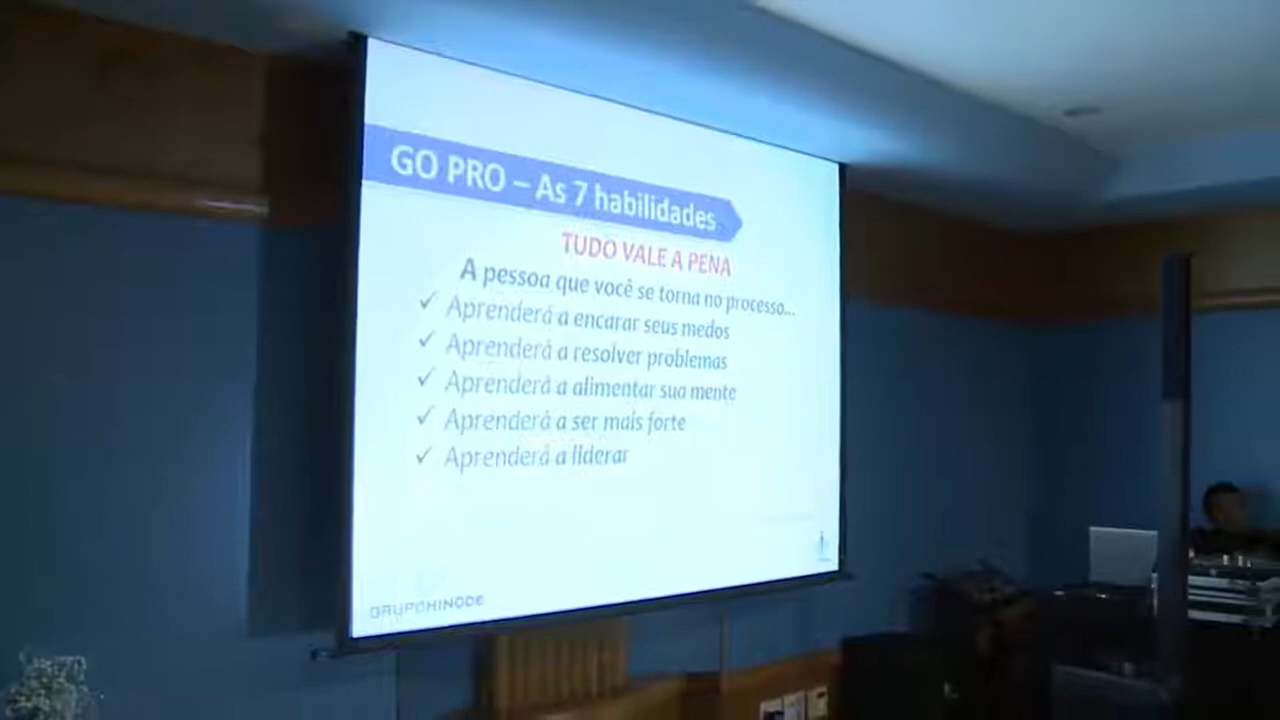 GO PRO – As 7 habilidades
TUDO VALE A PENA
A pessoa que você se torna no processo...
✓ Aprenderá a encarar seus medos
✓ Aprenderá a resolver problemas
✓ Aprenderá a alimentar sua mente
✓ Aprenderá a ser mais forte
✓ Aprenderá a liderar
GRUPOHINODE